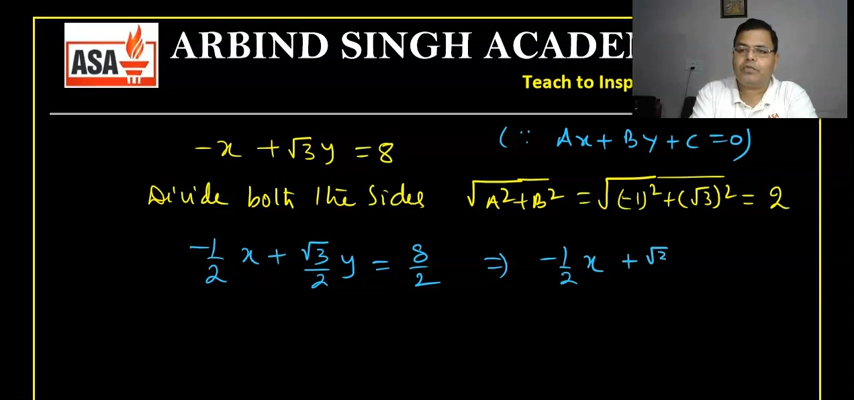 ASA
ARBIND SINGH ACADE
Teach to Insp
-x + √3y = 8 (∵ Ax + By + C = 0)
Divide both the sides √A²+B² = √(-1)²+(√3)² = 2
-1/2 x + √3/2 y = 8/2 ⇒ -1/2 x + √3